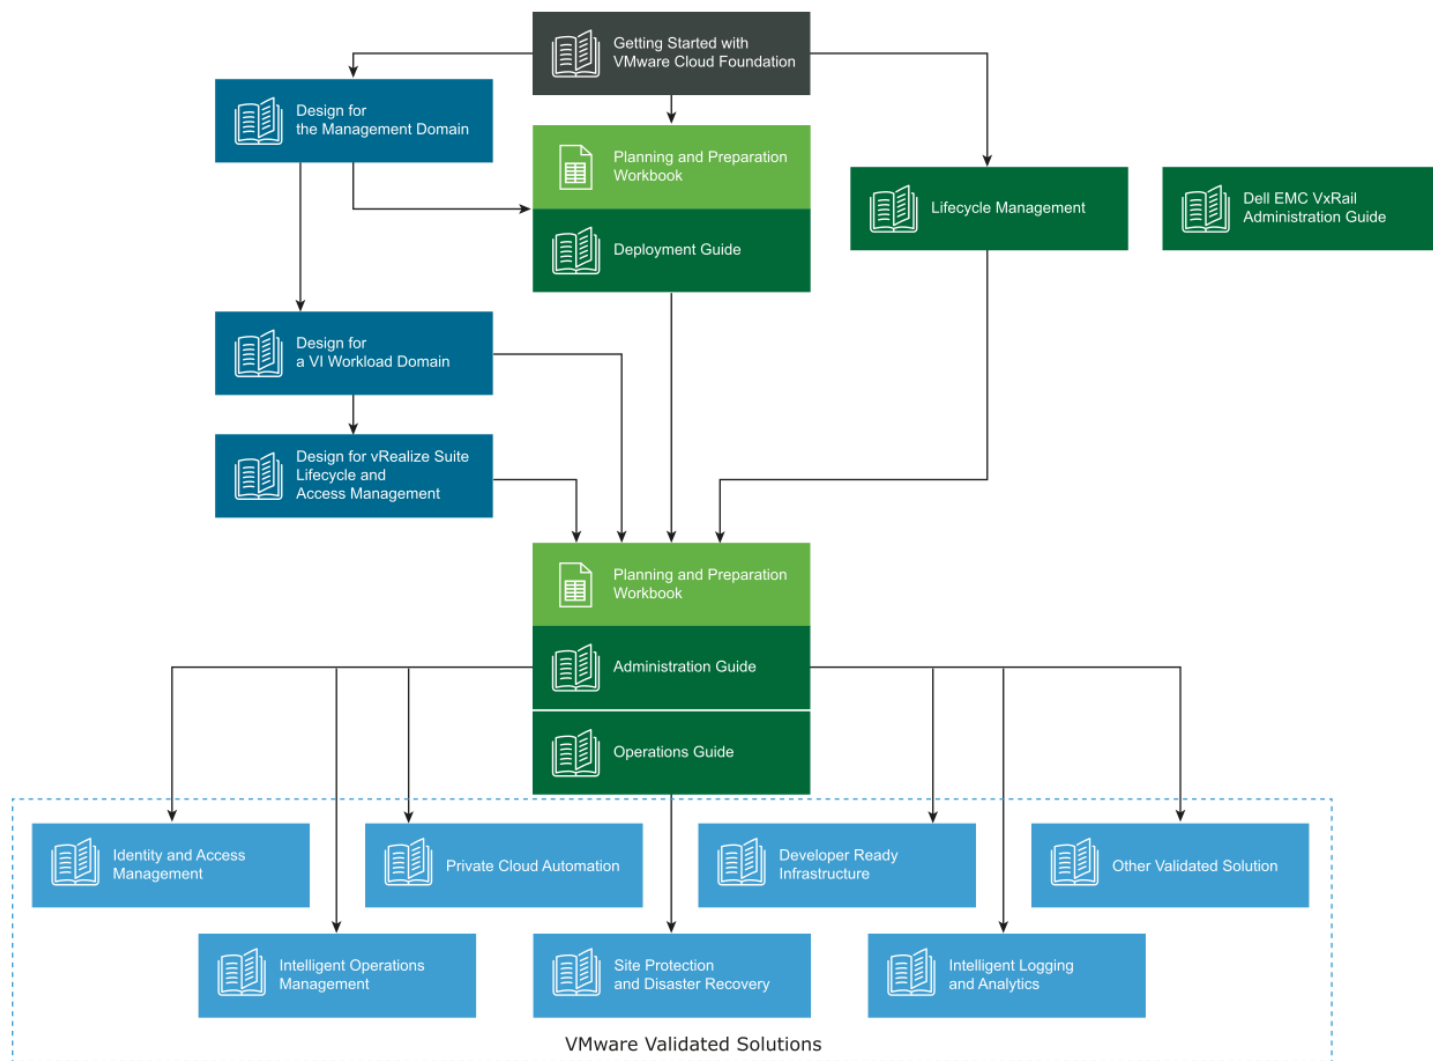 Getting Started with
VMware Cloud Foundation
Design for
the Management Domain
Planning and Preparation
Workbook
Lifecycle Management
Dell EMC VxRail
Administration Guide
Deployment Guide
Design for
a VI Workload Domain
Design for vRealize Suite
Lifecycle and
Access Management
Planning and Preparation
Workbook
Administration Guide
Operations Guide
Identity and Access
Management
Private Cloud Automation
Developer Ready
Infrastructure
Other Validated Solution
Intelligent Operations
Management
Site Protection
and Disaster Recovery
Intelligent Logging
and Analytics
VMware Validated Solutions